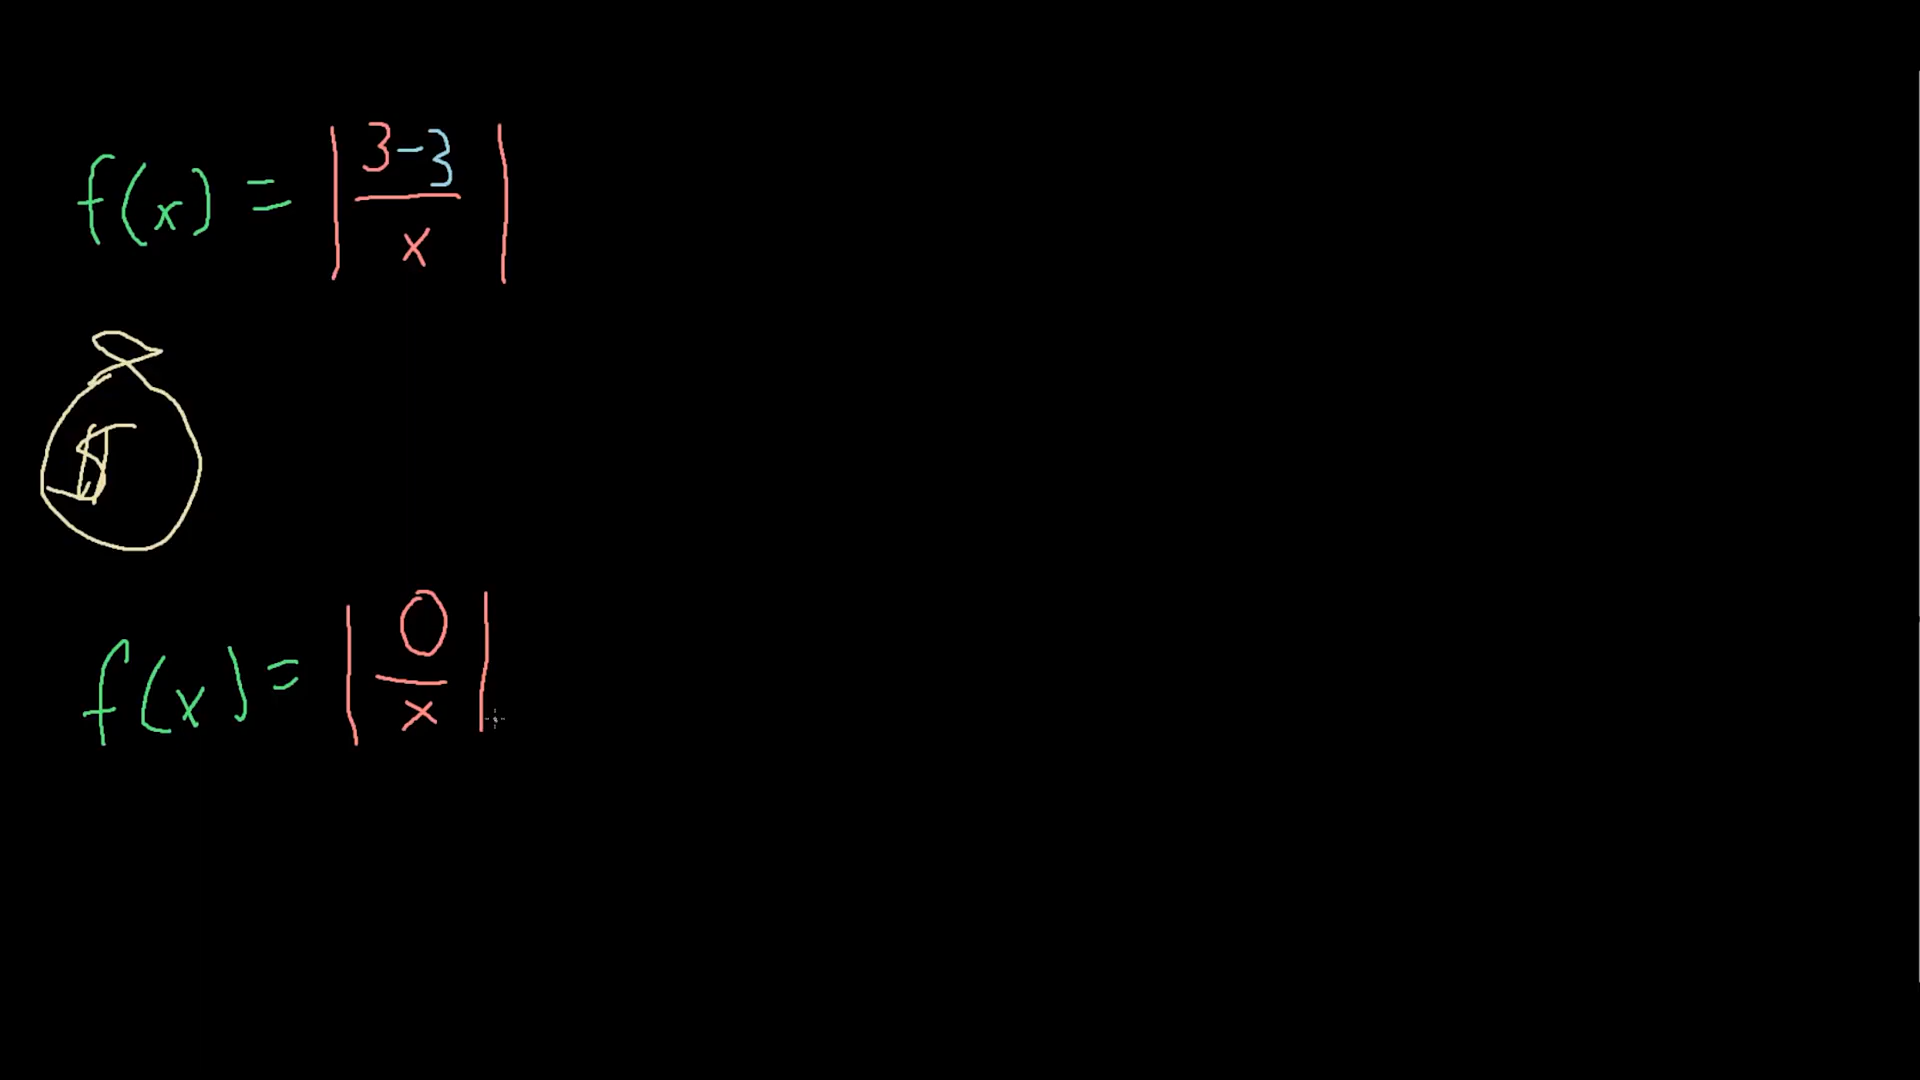 f(x) = | 3-3 / x |
$
f(x) = | 0 / x |